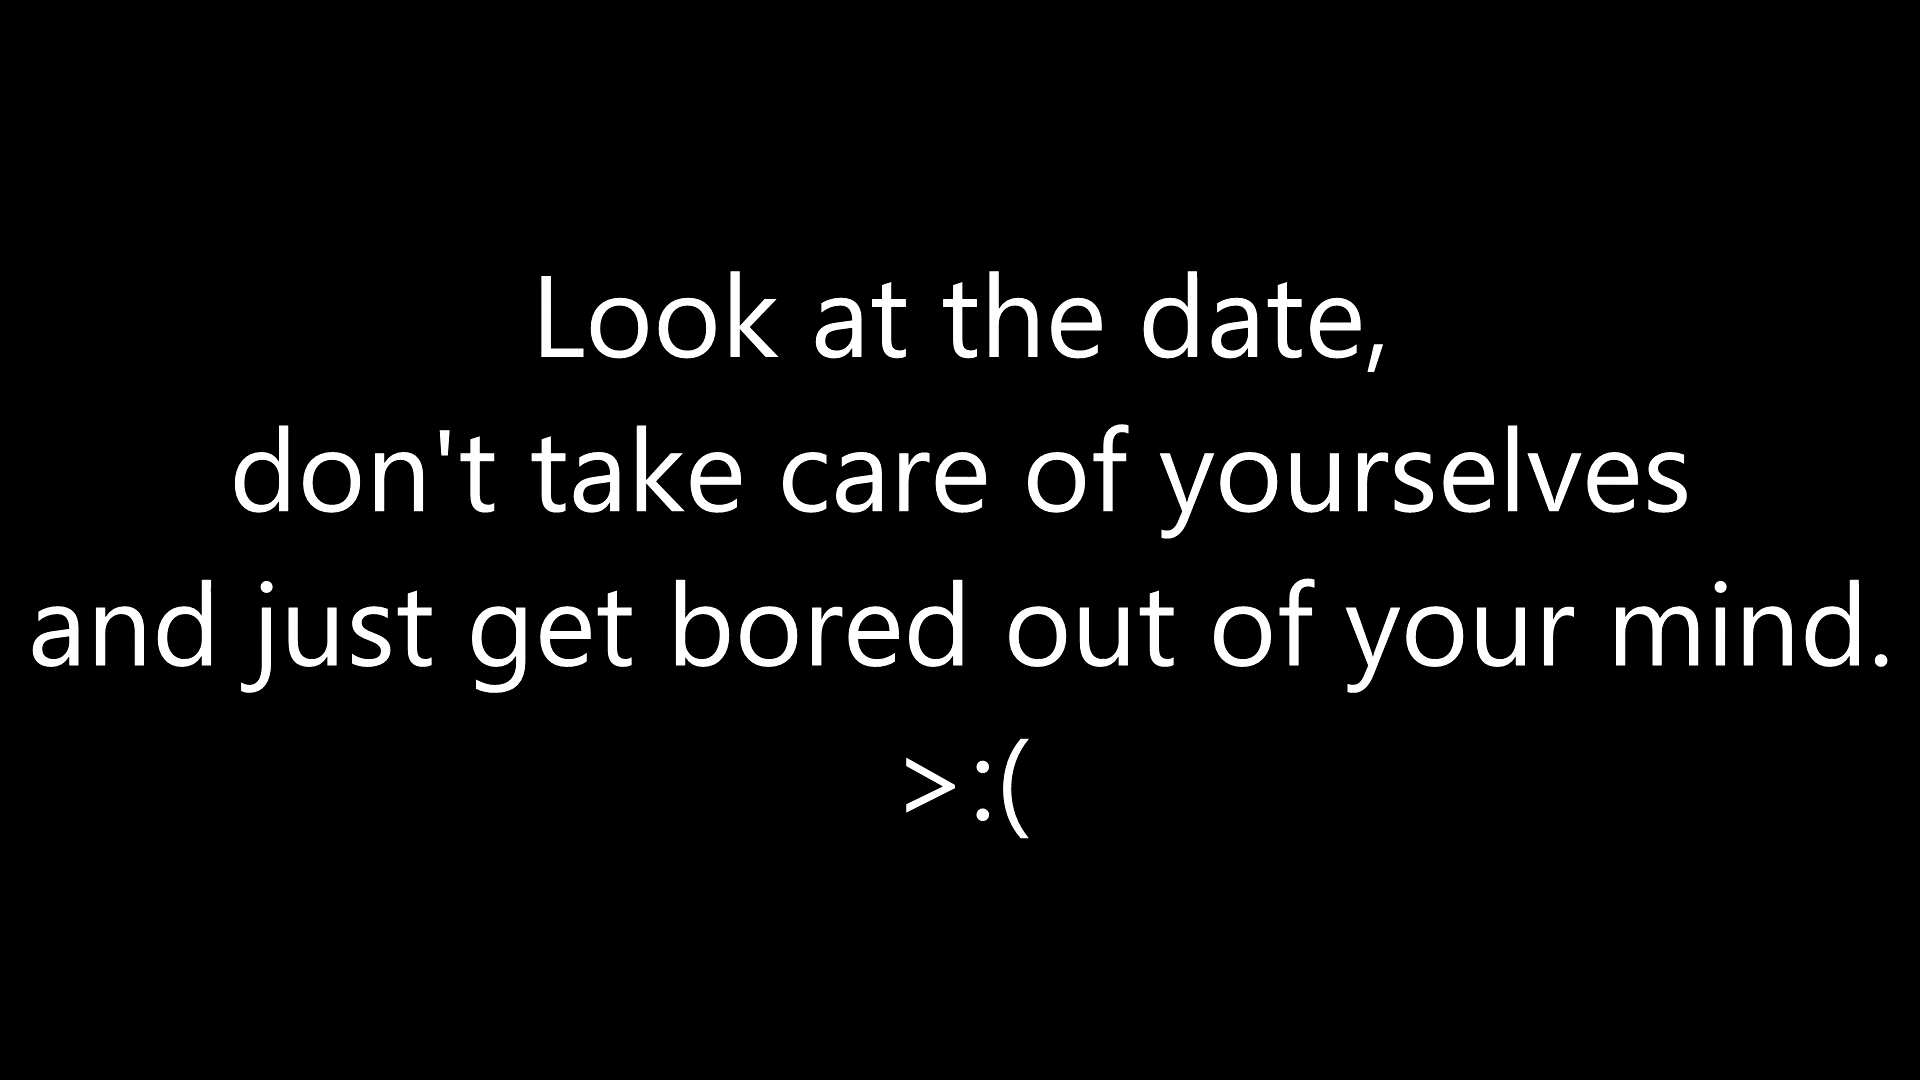 Look at the date,
don't take care of yourselves
and just get bored out of your mind.
>:(